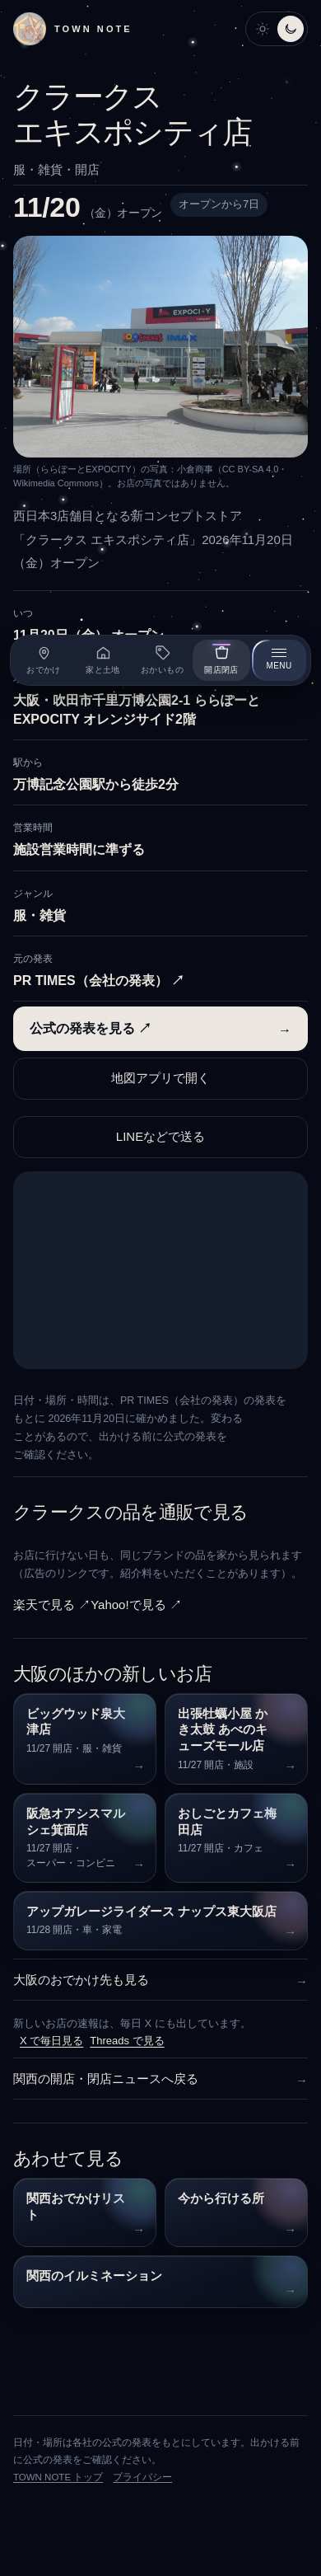 TOWN NOTE
クラークス
エキスポシティ店
服・雑貨・開店
11/20 （金）オープン オープンから7日
EXPOCITY
IMAX
場所（ららぽーとEXPOCITY）の写真：小倉商事（CC BY-SA 4.0・
Wikimedia Commons）。お店の写真ではありません。
西日本3店舗目となる新コンセプトストア
「クラークス エキスポシティ店」2026年11月20日
（金）オープン
いつ
11月20日（金）オープン
おでかけ 家と土地 おかいもの 開店閉店 MENU
大阪・吹田市千里万博公園2-1 ららぽーと
EXPOCITY オレンジサイド2階
駅から
万博記念公園駅から徒歩2分
営業時間
施設営業時間に準ずる
ジャンル
服・雑貨
元の発表
PR TIMES（会社の発表） ↗
公式の発表を見る ↗ →
地図アプリで開く
LINEなどで送る
日付・場所・時間は、PR TIMES（会社の発表）の発表を
もとに 2026年11月20日に確かめました。変わる
ことがあるので、出かける前に公式の発表を
ご確認ください。
クラークスの品を通販で見る
お店に行けない日も、同じブランドの品を家から見られます
（広告のリンクです。紹介料をいただくことがあります）。
楽天で見る ↗Yahoo!で見る ↗
大阪のほかの新しいお店
ビッグウッド泉大
津店
11/27 開店・服・雑貨
→
出張牡蠣小屋 か
き太鼓 あべのキ
ューズモール店
11/27 開店・施設
→
阪急オアシスマル
シェ箕面店
11/27 開店・
スーパー・コンビニ
→
おしごとカフェ梅
田店
11/27 開店・カフェ
→
アップガレージライダース ナップス東大阪店
11/28 開店・車・家電
→
大阪のおでかけ先も見る →
新しいお店の速報は、毎日 X にも出しています。
X で毎日見る Threads で見る
関西の開店・閉店ニュースへ戻る →
あわせて見る
関西おでかけリス
ト
→
今から行ける所
→
関西のイルミネーション
→
日付・場所は各社の公式の発表をもとにしています。出かける前
に公式の発表をご確認ください。
TOWN NOTE トップ プライバシー